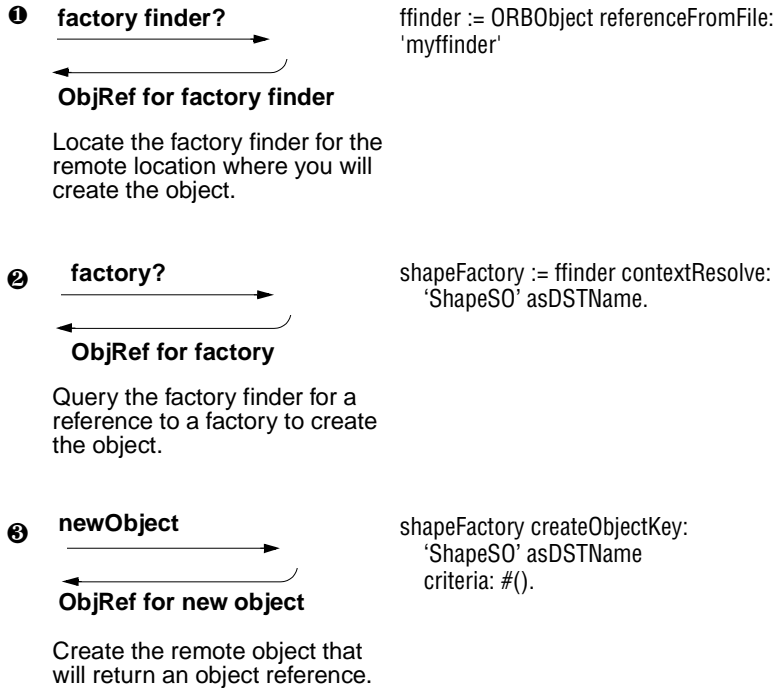 ❶ factory finder?
ffinder := ORBObject referenceFromFile:
'myffinder'
ObjRef for factory finder
Locate the factory finder for the
remote location where you will
create the object.
❷ factory?
shapeFactory := ffinder contextResolve:
‘ShapeSO’ asDSTName.
ObjRef for factory
Query the factory finder for a
reference to a factory to create
the object.
❸ newObject
shapeFactory createObjectKey:
‘ShapeSO’ asDSTName
criteria: #().
ObjRef for new object
Create the remote object that
will return an object reference.